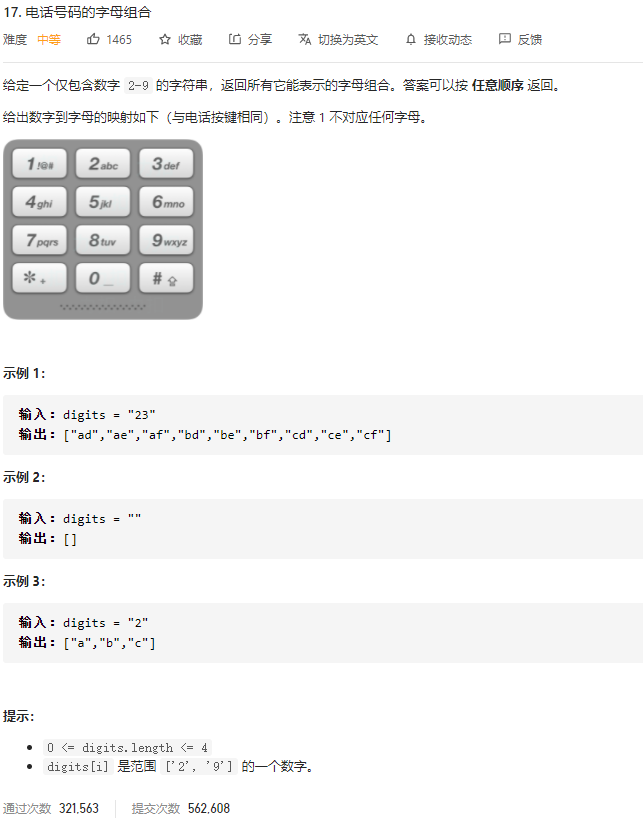 17. 电话号码的字母组合
难度 中等 1465 收藏 分享 切换为英文 接收动态 反馈
给定一个仅包含数字 2-9 的字符串，返回所有它能表示的字母组合。答案可以按 任意顺序 返回。
给出数字到字母的映射如下（与电话按键相同）。注意 1 不对应任何字母。
1 !@# 2 abc 3 def
4 ghi 5 jkl 6 mno
7 pqrs 8 tuv 9 wxyz
* + 0 _ #
示例 1：
输入：digits = "23"
输出：["ad","ae","af","bd","be","bf","cd","ce","cf"]
示例 2：
输入：digits = ""
输出：[]
示例 3：
输入：digits = "2"
输出：["a","b","c"]
提示：
0 <= digits.length <= 4
digits[i] 是范围 ['2', '9'] 的一个数字。
通过次数 321,563 提交次数 562,608